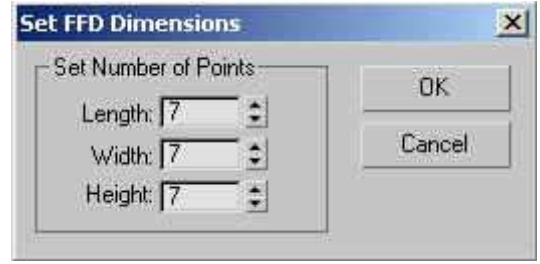 Set FFD Dimensions
Set Number of Points
Length: 7
Width: 7
Height: 7
OK
Cancel